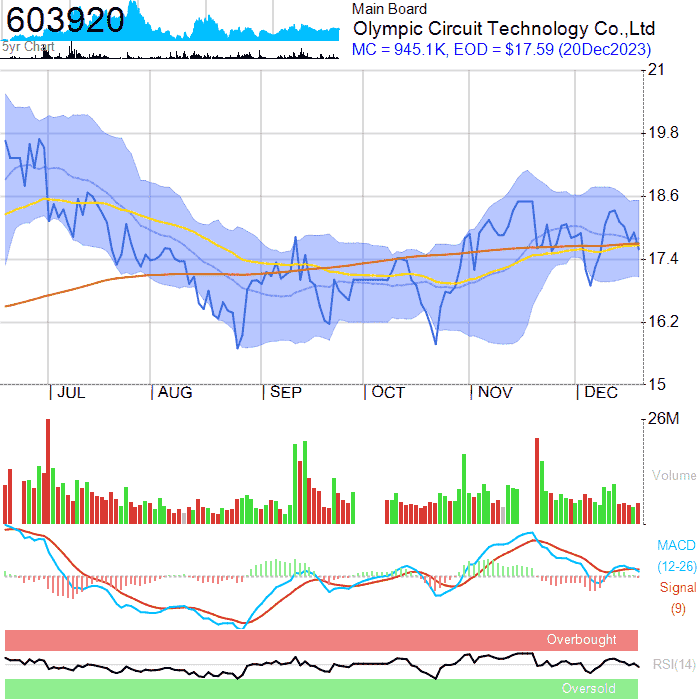 603920
5yr Chart
Main Board
Olympic Circuit Technology Co.,Ltd
MC = 945.1K, EOD = $17.59 (20Dec2023)
21
19.8
18.6
17.4
16.2
15
JUL AUG SEP OCT NOV DEC
26M
Volume
MACD
(12-26)
Signal
(9)
Overbought
RSI(14)
Oversold